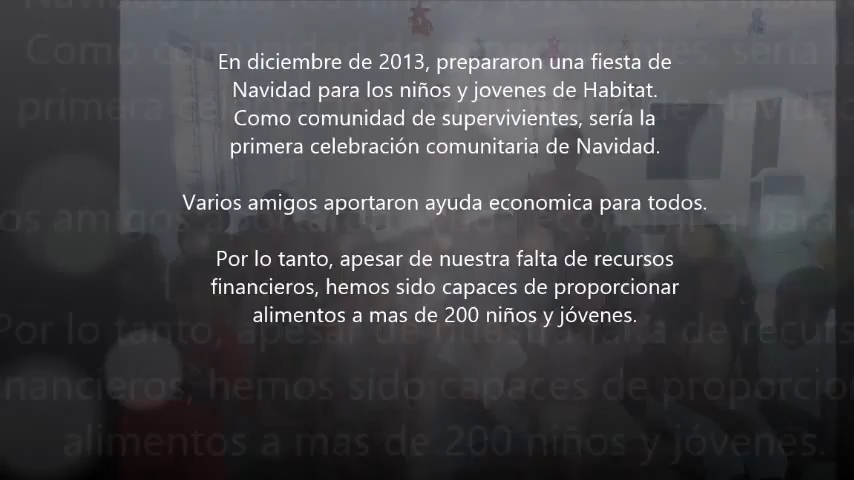 En diciembre de 2013, prepararon una fiesta de
Navidad para los niños y jovenes de Habitat.
Como comunidad de supervivientes, sería la
primera celebración comunitaria de Navidad.
Varios amigos aportaron ayuda economica para todos.
Por lo tanto, apesar de nuestra falta de recursos
financieros, hemos sido capaces de proporcionar
alimentos a mas de 200 niños y jóvenes.